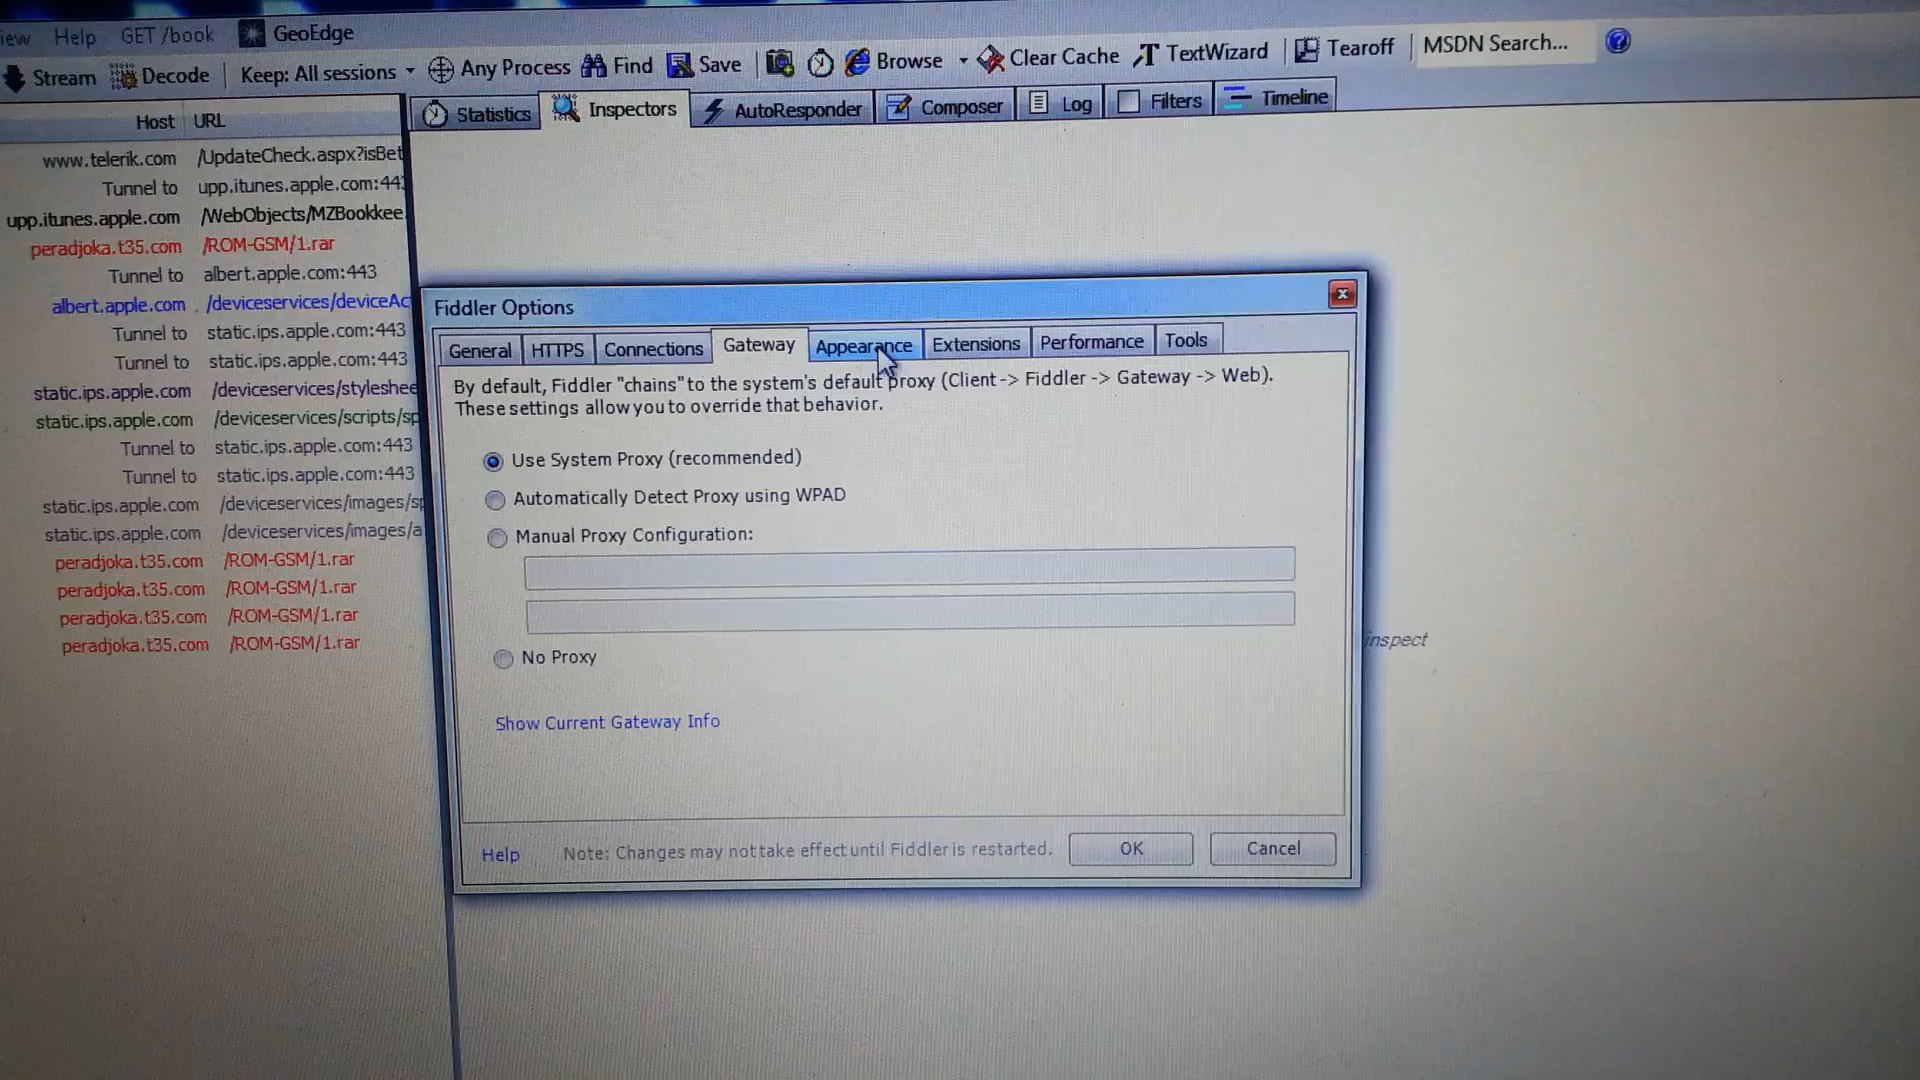 iew Help GET /book GeoEdge
Stream Decode Keep: All sessions Any Process Find Save Browse Clear Cache TextWizard Tearoff MSDN Search...
Statistics Inspectors AutoResponder Composer Log Filters Timeline
Host URL
www.telerik.com /UpdateCheck.aspx?isBet
Tunnel to upp.itunes.apple.com:443
upp.itunes.apple.com /WebObjects/MZBookkee
peradjoka.t35.com /ROM-GSM/1.rar
Tunnel to albert.apple.com:443
albert.apple.com /deviceservices/deviceAc
Tunnel to static.ips.apple.com:443
Tunnel to static.ips.apple.com:443
static.ips.apple.com /deviceservices/styleshee
static.ips.apple.com /deviceservices/scripts/sp
Tunnel to static.ips.apple.com:443
Tunnel to static.ips.apple.com:443
static.ips.apple.com /deviceservices/images/sp
static.ips.apple.com /deviceservices/images/a
peradjoka.t35.com /ROM-GSM/1.rar
peradjoka.t35.com /ROM-GSM/1.rar
peradjoka.t35.com /ROM-GSM/1.rar
peradjoka.t35.com /ROM-GSM/1.rar
Fiddler Options
General HTTPS Connections Gateway Appearance Extensions Performance Tools
By default, Fiddler "chains" to the system's default proxy (Client -> Fiddler -> Gateway -> Web).
These settings allow you to override that behavior.
Use System Proxy (recommended)
Automatically Detect Proxy using WPAD
Manual Proxy Configuration:
No Proxy
Show Current Gateway Info
Help Note: Changes may not take effect until Fiddler is restarted. OK Cancel
inspect